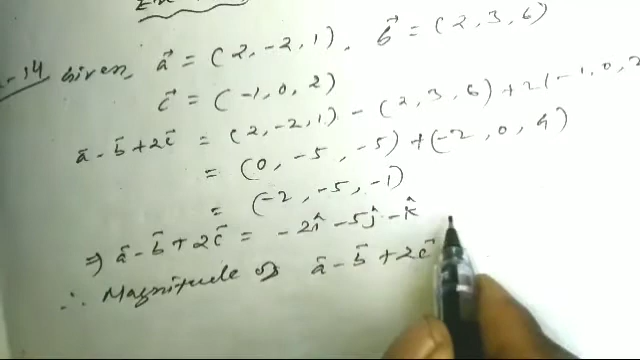 14 Given, a⃗ = (2, -2, 1), b⃗ = (2, 3, 6)
c⃗ = (-1, 0, 2)
a⃗ - b⃗ + 2c⃗ = (2, -2, 1) - (2, 3, 6) + 2(-1, 0, 2
= (0, -5, -5) + (-2, 0, 4)
= (-2, -5, -1)
⇒ a⃗ - b⃗ + 2c⃗ = -2î - 5ĵ - k̂
∴ Magnitude of a⃗ - b⃗ + 2c⃗